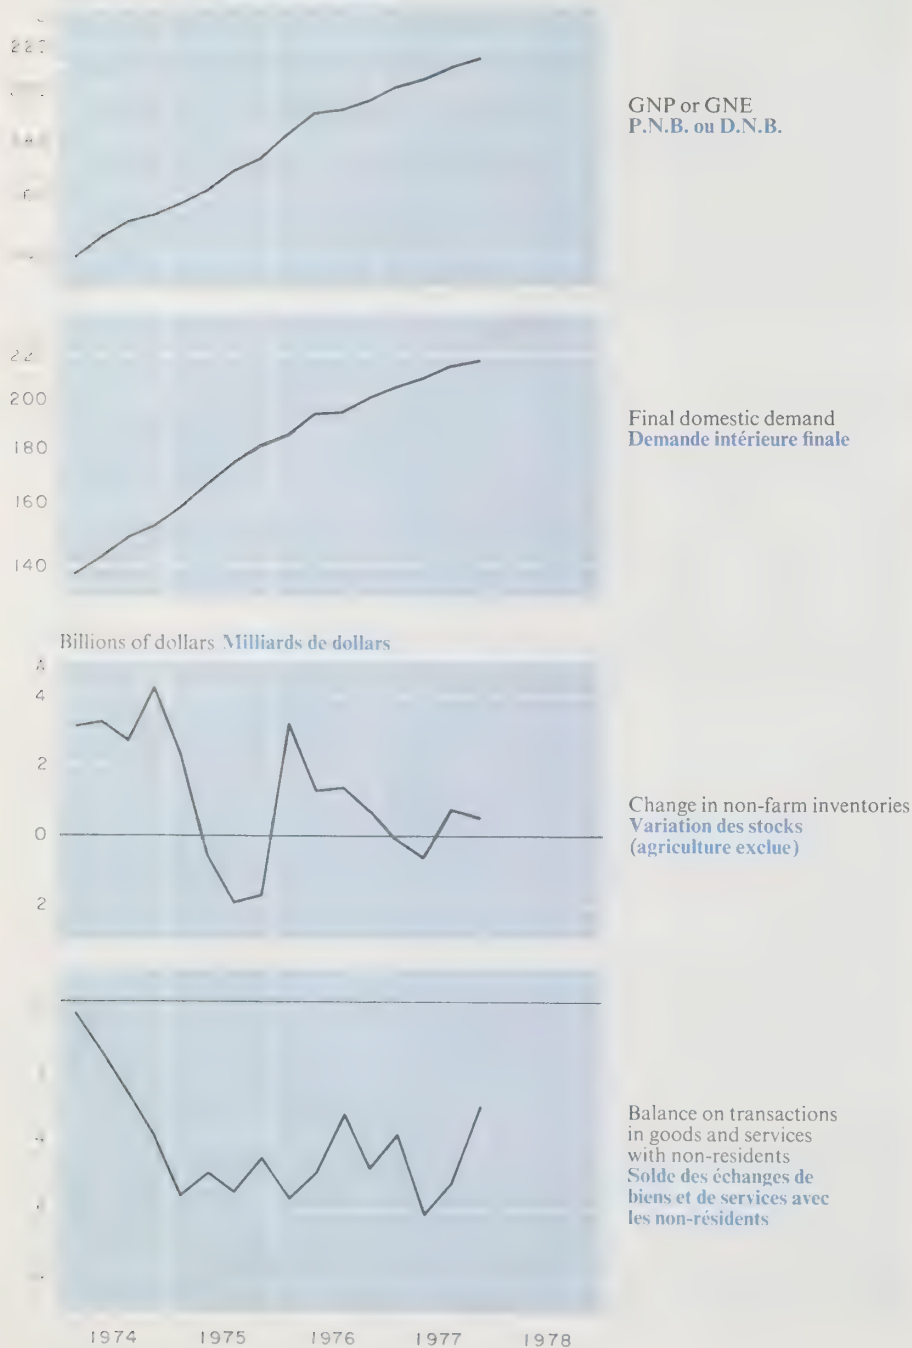 GNP or GNE
P.N.B. ou D.N.B.
200
180
160
140
Final domestic demand
Demande intérieure finale
Billions of dollars Milliards de dollars
4
2
0
2
Change in non-farm inventories
Variation des stocks
(agriculture exclue)
Balance on transactions
in goods and services
with non-residents
Solde des échanges de
biens et de services avec
les non-résidents
1974 1975 1976 1977 1978